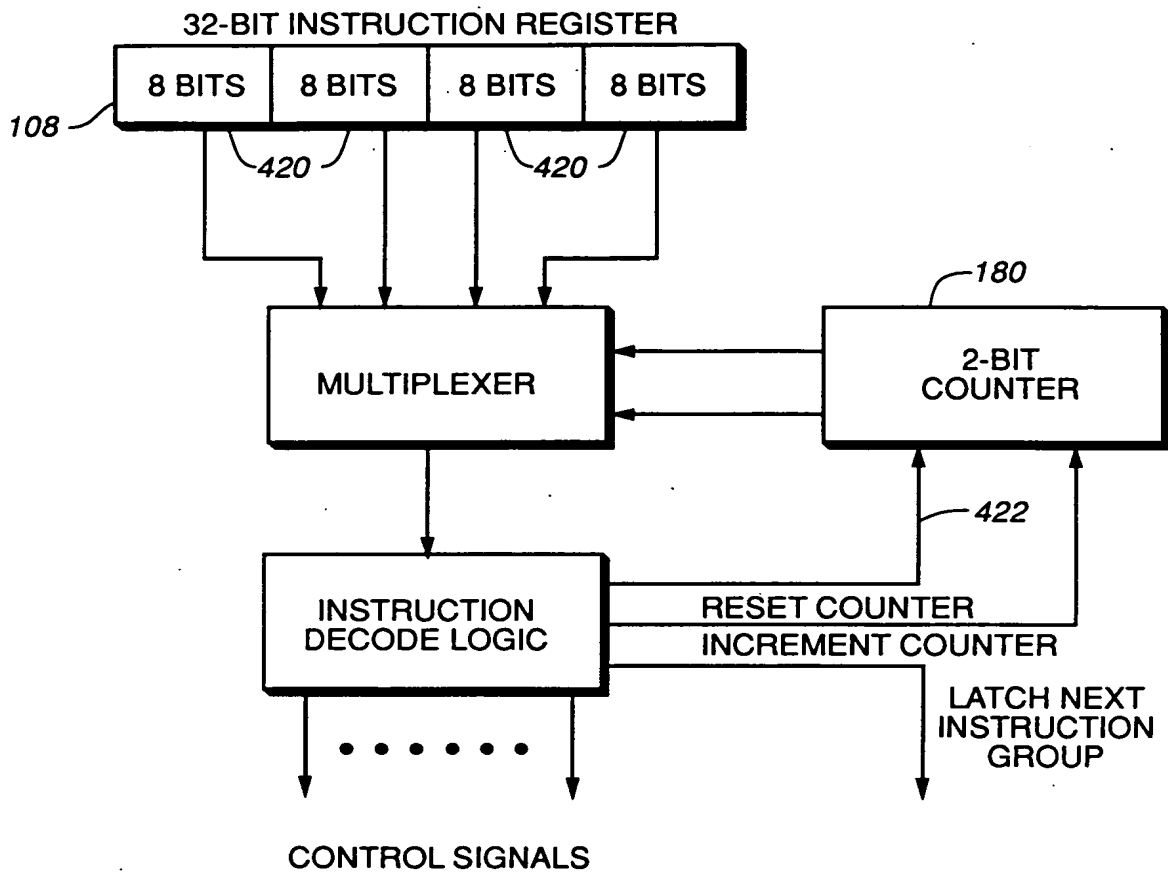 32-BIT INSTRUCTION REGISTER
8 BITS 8 BITS 8 BITS 8 BITS
108
420 420
180
MULTIPLEXER
2-BIT
COUNTER
422
INSTRUCTION
DECODE LOGIC
RESET COUNTER
INCREMENT COUNTER
LATCH NEXT
INSTRUCTION
GROUP
CONTROL SIGNALS